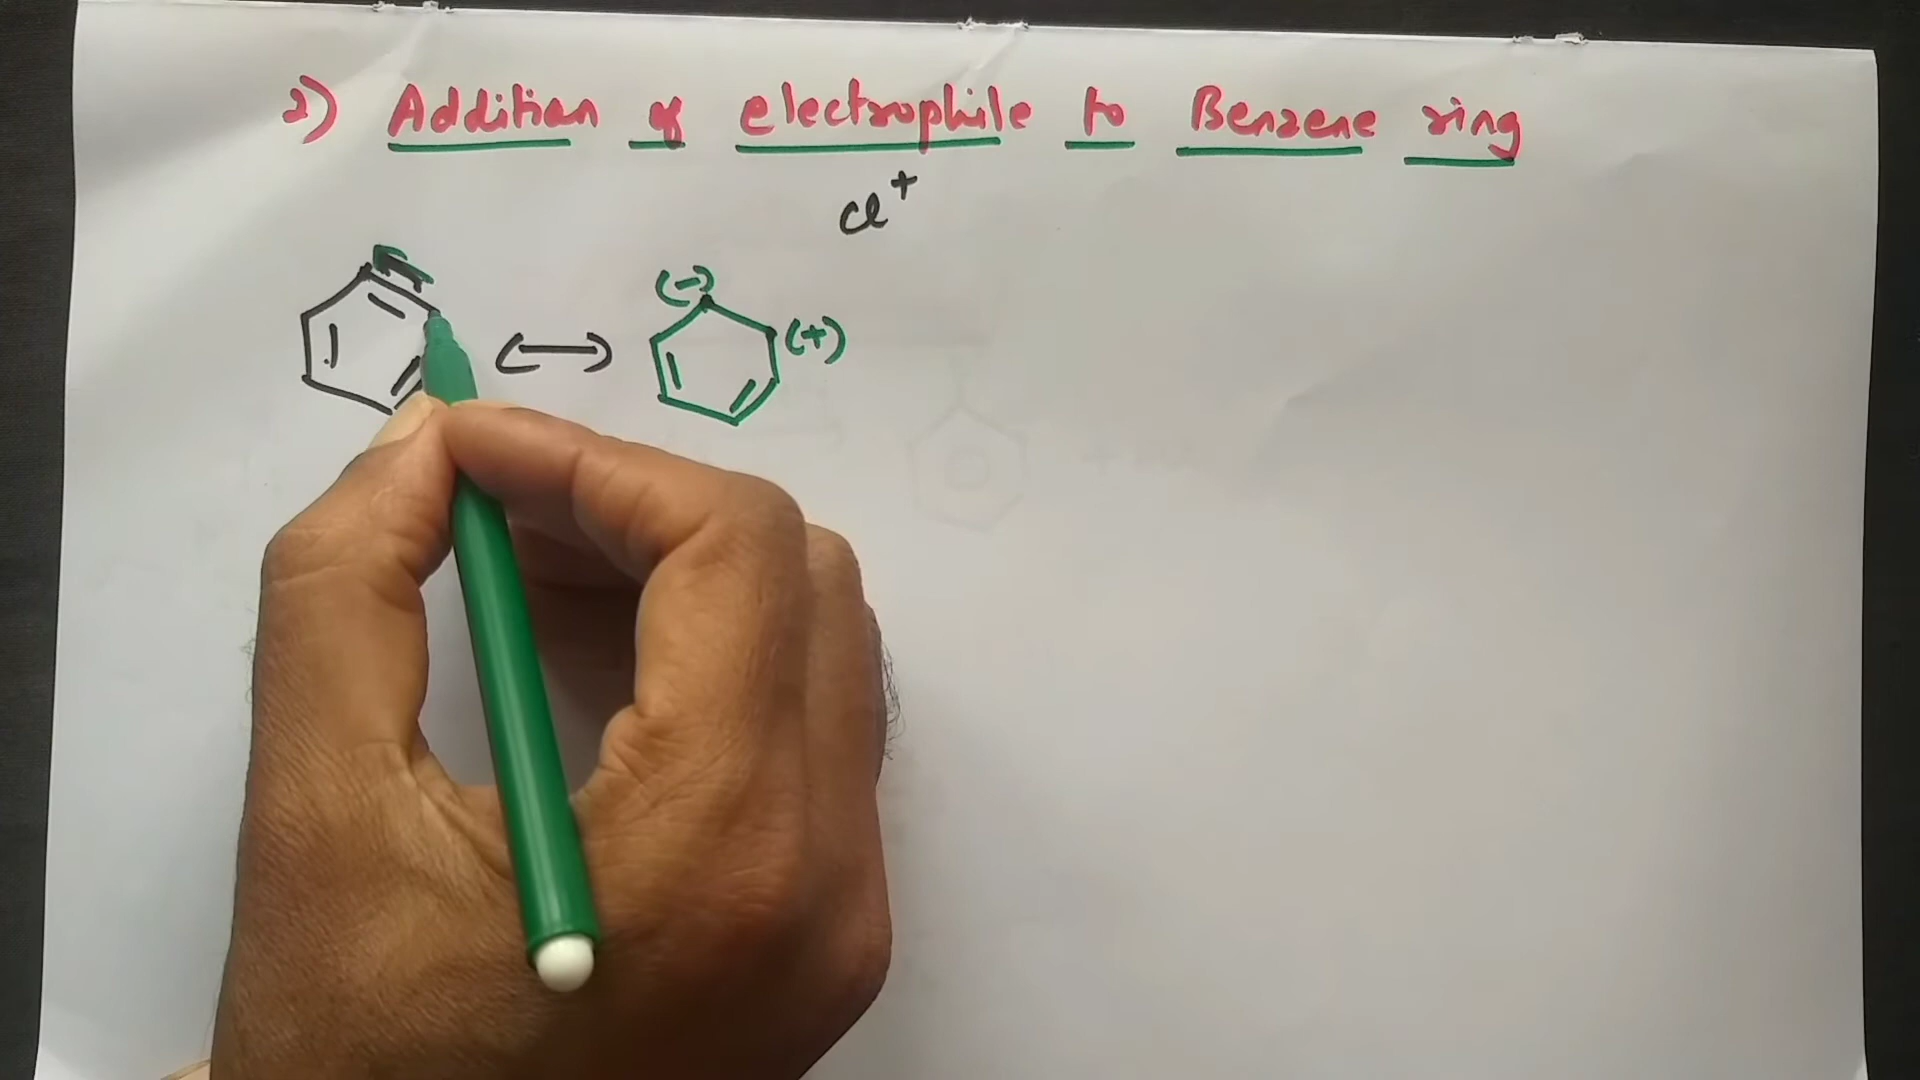 2) Addition of electrophile to Benzene ring
Cl+
(-)
(+)